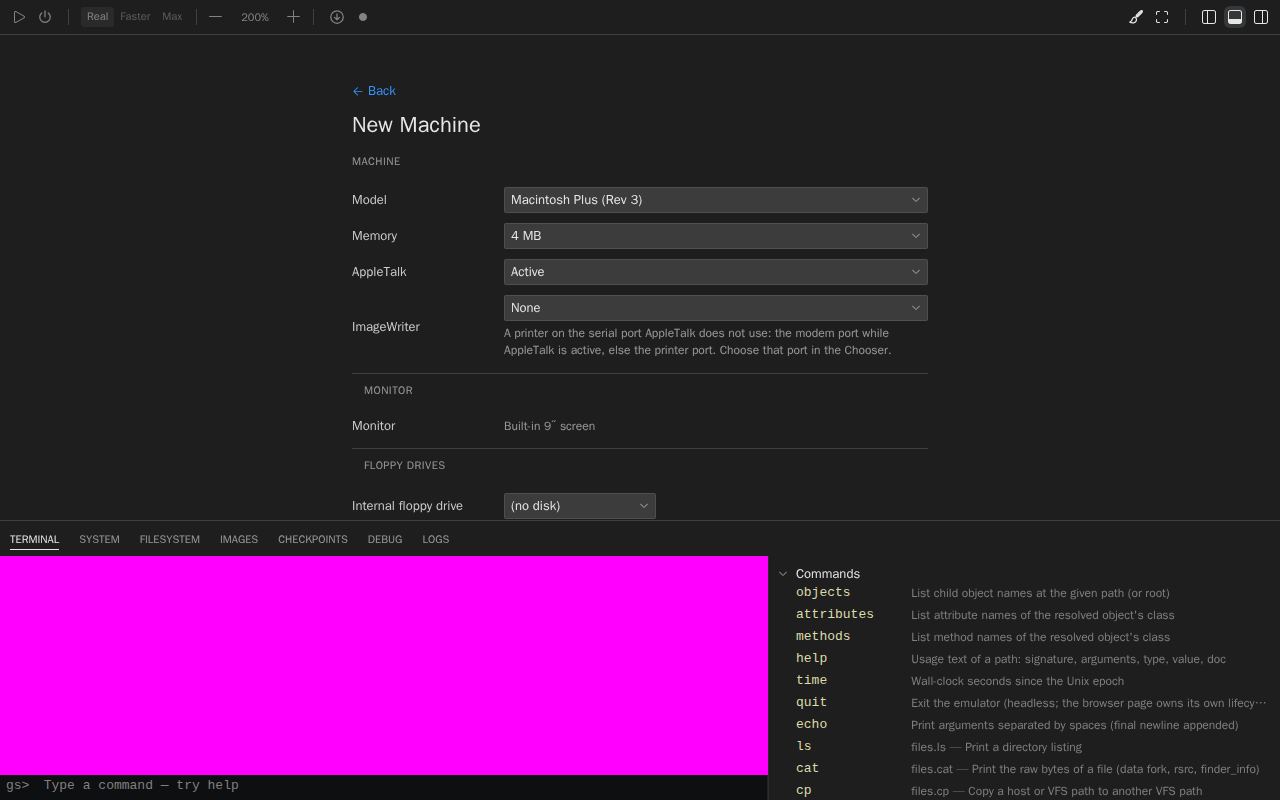 Real Faster Max 200%
← Back
New Machine
MACHINE
Model Macintosh Plus (Rev 3)
Memory 4 MB
AppleTalk Active
ImageWriter None
A printer on the serial port AppleTalk does not use: the modem port while
AppleTalk is active, else the printer port. Choose that port in the Chooser.
MONITOR
Monitor Built-in 9″ screen
FLOPPY DRIVES
Internal floppy drive (no disk)
TERMINAL SYSTEM FILESYSTEM IMAGES CHECKPOINTS DEBUG LOGS
gs> Type a command — try help
Commands
objects List child object names at the given path (or root)
attributes List attribute names of the resolved object's class
methods List method names of the resolved object's class
help Usage text of a path: signature, arguments, type, value, doc
time Wall-clock seconds since the Unix epoch
quit Exit the emulator (headless; the browser page owns its own lifecy…
echo Print arguments separated by spaces (final newline appended)
ls files.ls — Print a directory listing
cat files.cat — Print the raw bytes of a file (data fork, rsrc, finder_info)
cp files.cp — Copy a host or VFS path to another VFS path